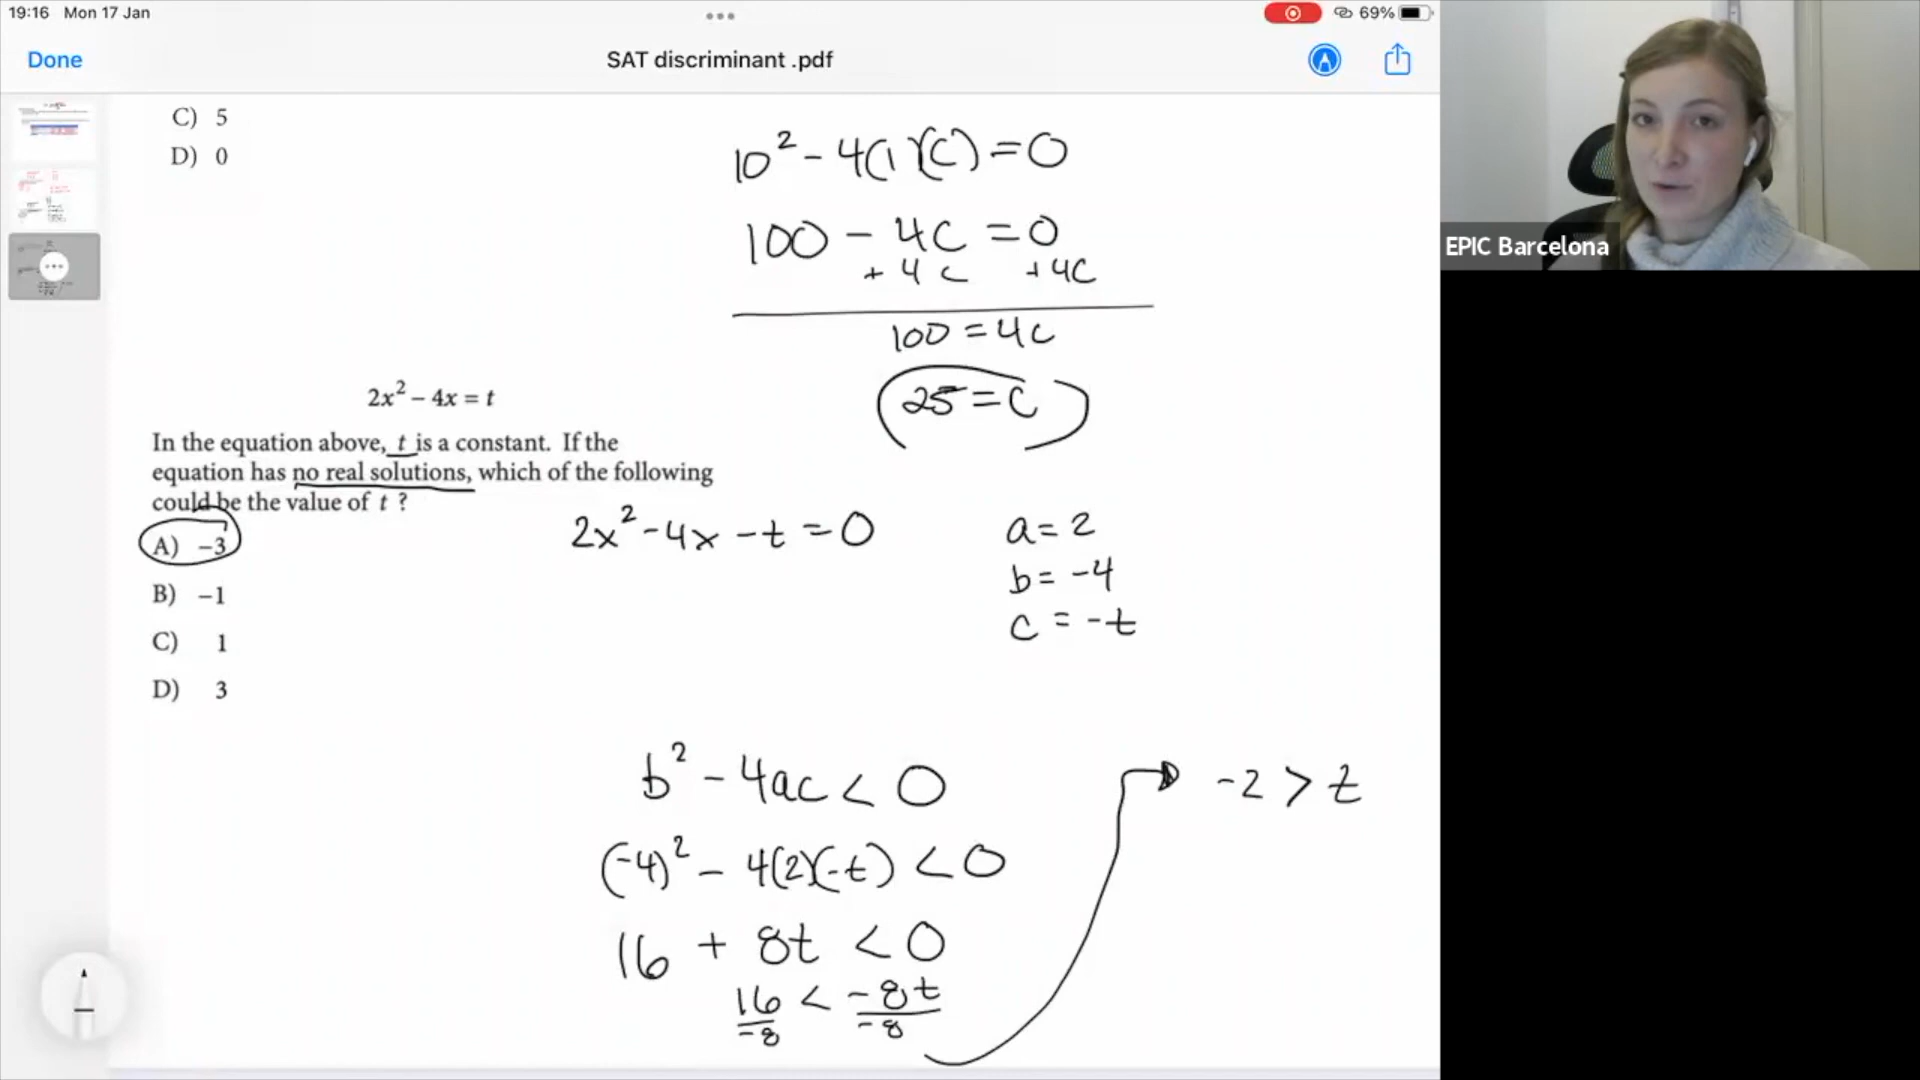 19:16 Mon 17 Jan
69%
Done
SAT discriminant .pdf
EPIC Barcelona
C) 5
D) 0
10² - 4(1)(C) = 0
100 - 4C = 0
+ 4C + 4C
100 = 4C
25 = C
2x² – 4x = t
In the equation above, t is a constant. If the
equation has no real solutions, which of the following
could be the value of t ?
A) –3
B) –1
C) 1
D) 3
2x² - 4x - t = 0
a = 2
b = -4
c = -t
b² - 4ac < 0
(-4)² - 4(2)(-t) < 0
16 + 8t < 0
16 < -8t
-8 -8
-2 > t